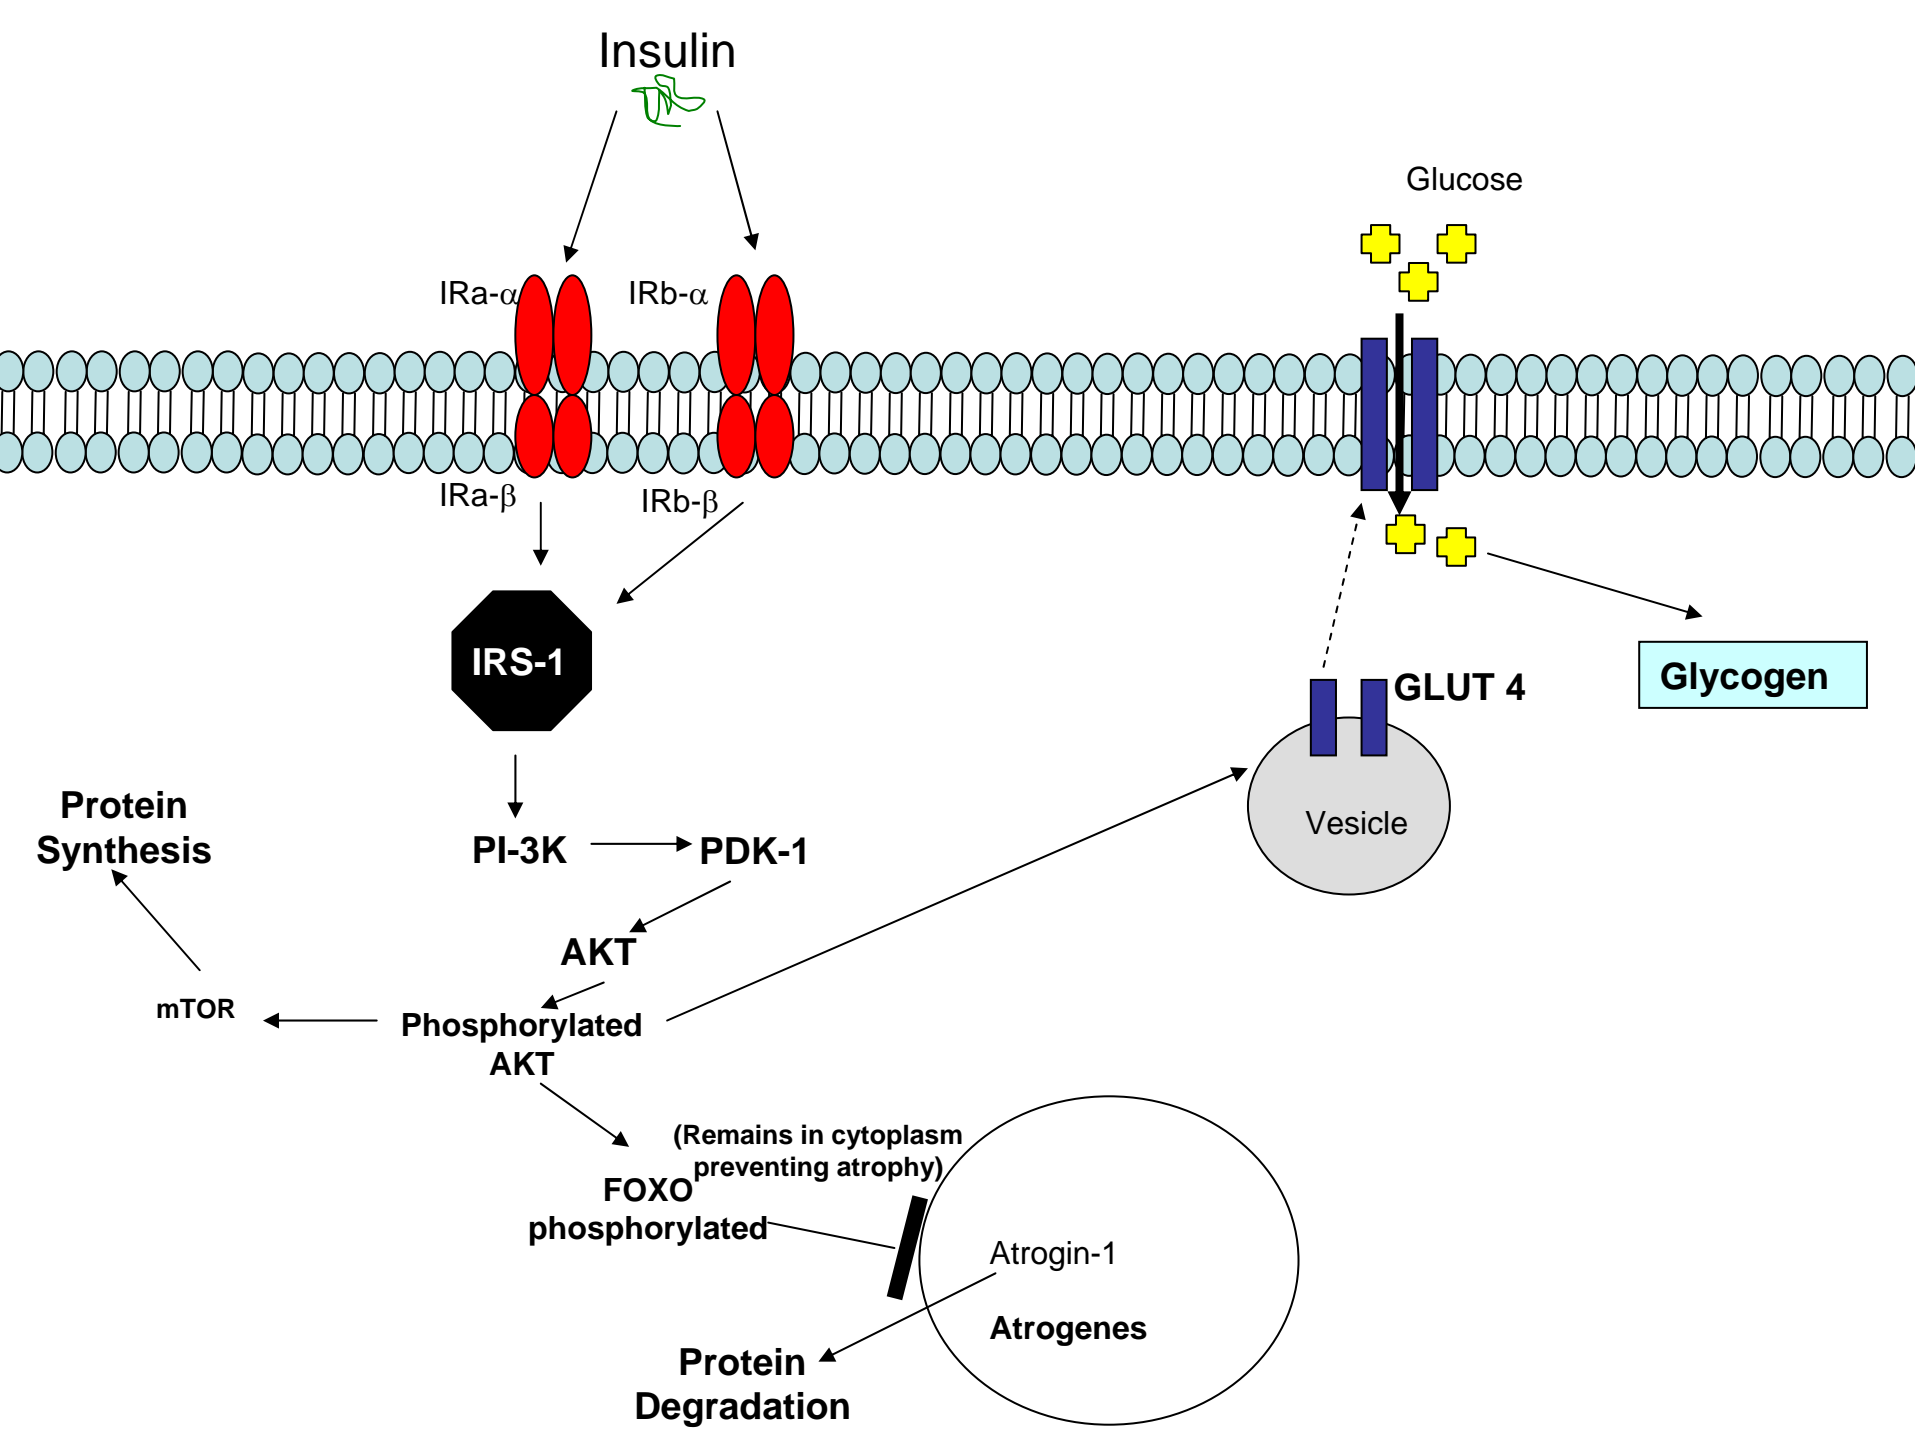 Insulin
Glucose
IRa-α
IRb-α
IRa-β
IRb-β
IRS-1
GLUT 4
Glycogen
Vesicle
Protein
Synthesis
PI-3K
PDK-1
AKT
mTOR
Phosphorylated
AKT
(Remains in cytoplasm
preventing atrophy)
FOXO
phosphorylated
Atrogin-1
Atrogenes
Protein
Degradation